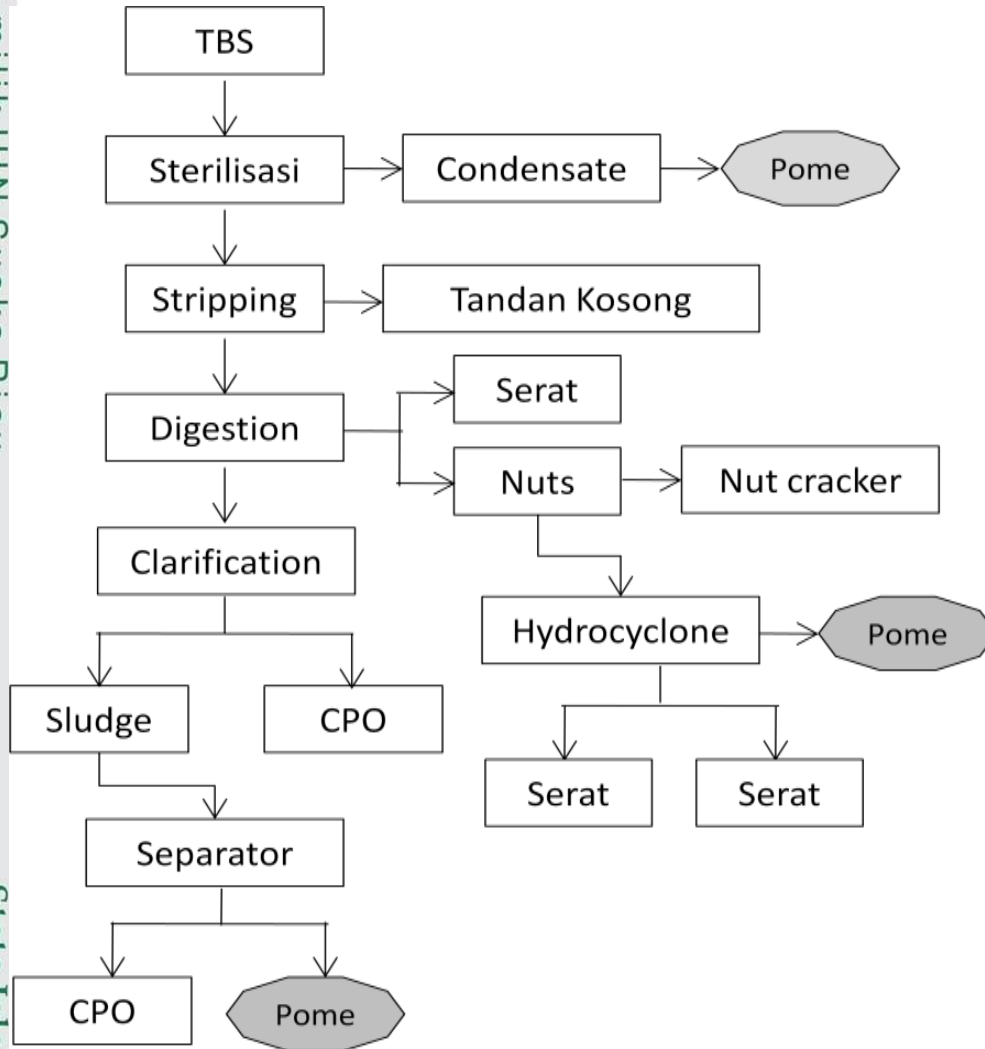 TBS
Sterilisasi
Condensate
Pome
Stripping
Tandan Kosong
Digestion
Serat
Nuts
Nut cracker
Clarification
Hydrocyclone
Pome
Sludge
CPO
Serat
Serat
Separator
CPO
Pome